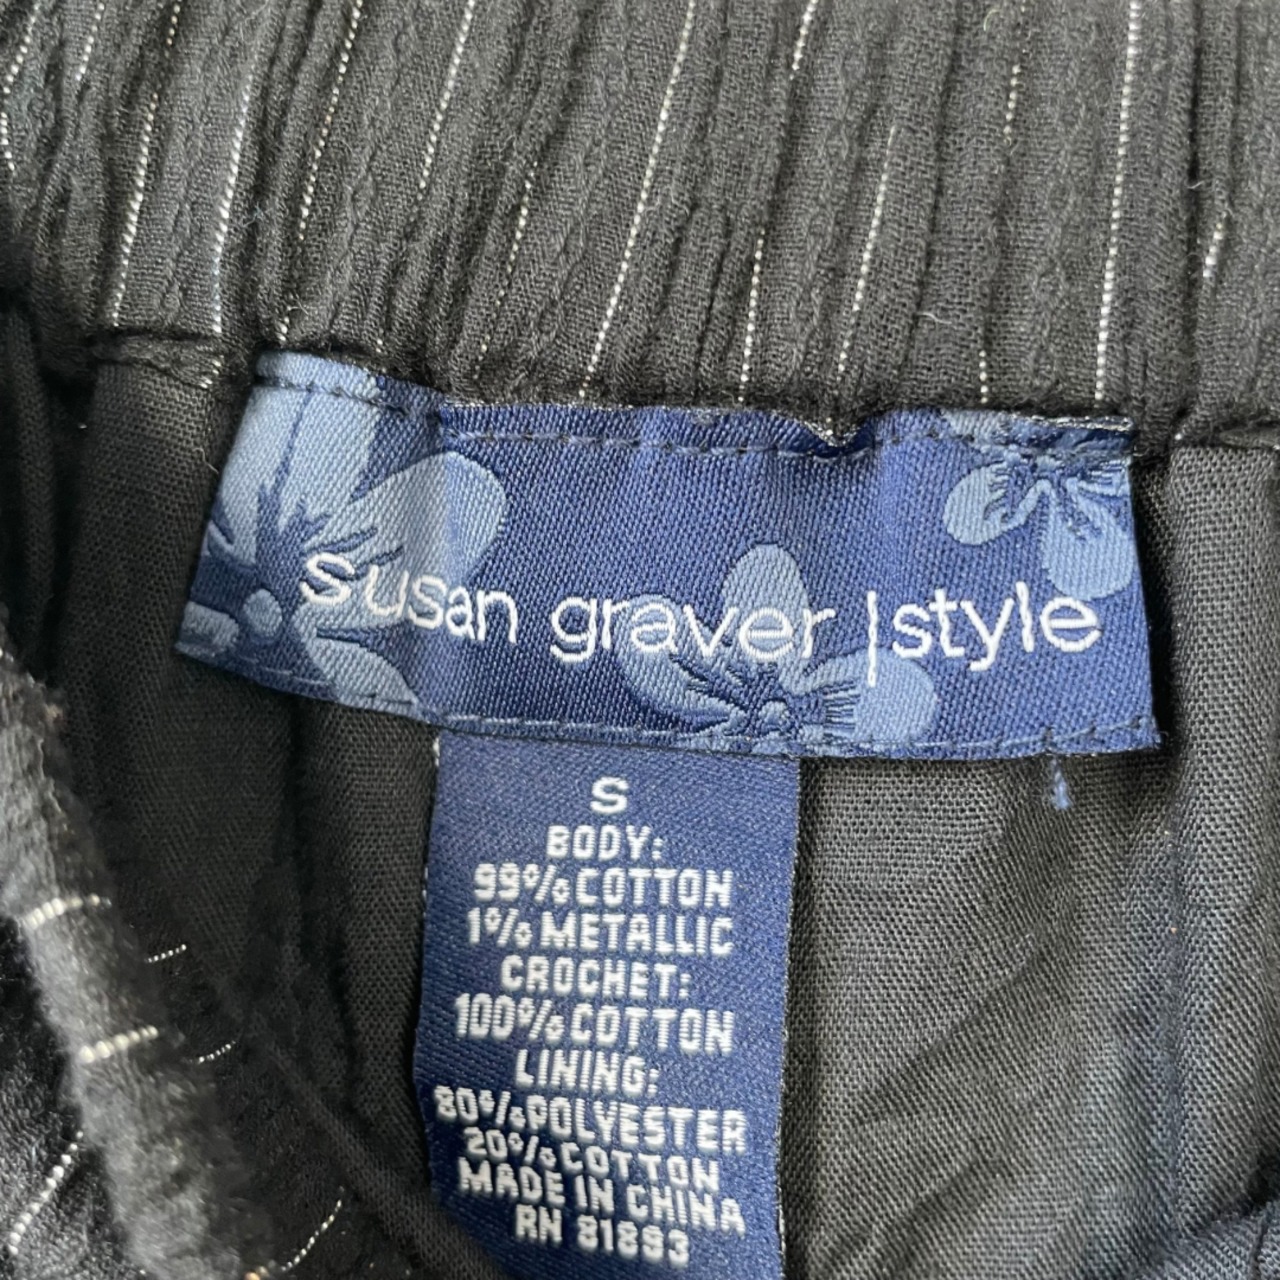 susan graver |style
S
BODY:
99% COTTON
1% METALLIC
CROCHET:
100% COTTON
LINING:
80% POLYESTER
20% COTTON
MADE IN CHINA
RN 81883